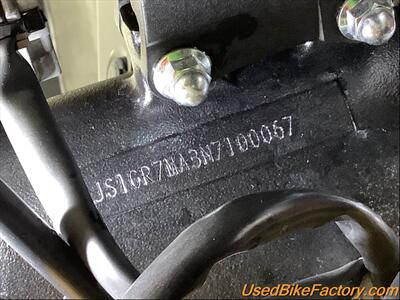 JS1GR7MA3N7100067
UsedBikeFactory.com